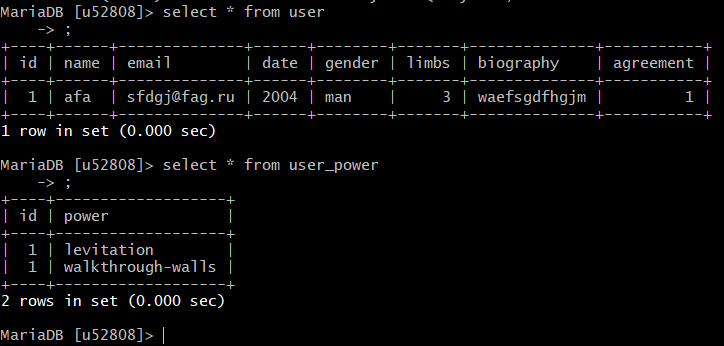 MariaDB [u52808]> select * from user
    -> ;
+----+------+--------------+------+--------+-------+--------------+-----------+
| id | name | email        | date | gender | limbs | biography    | agreement |
+----+------+--------------+------+--------+-------+--------------+-----------+
|  1 | afa  | sfdgj@fag.ru | 2004 | man    |     3 | waefsgdfhgjm |         1 |
+----+------+--------------+------+--------+-------+--------------+-----------+
1 row in set (0.000 sec)

MariaDB [u52808]> select * from user_power
    -> ;
+----+-------------------+
| id | power             |
+----+-------------------+
|  1 | levitation        |
|  1 | walkthrough-walls |
+----+-------------------+
2 rows in set (0.000 sec)

MariaDB [u52808]>